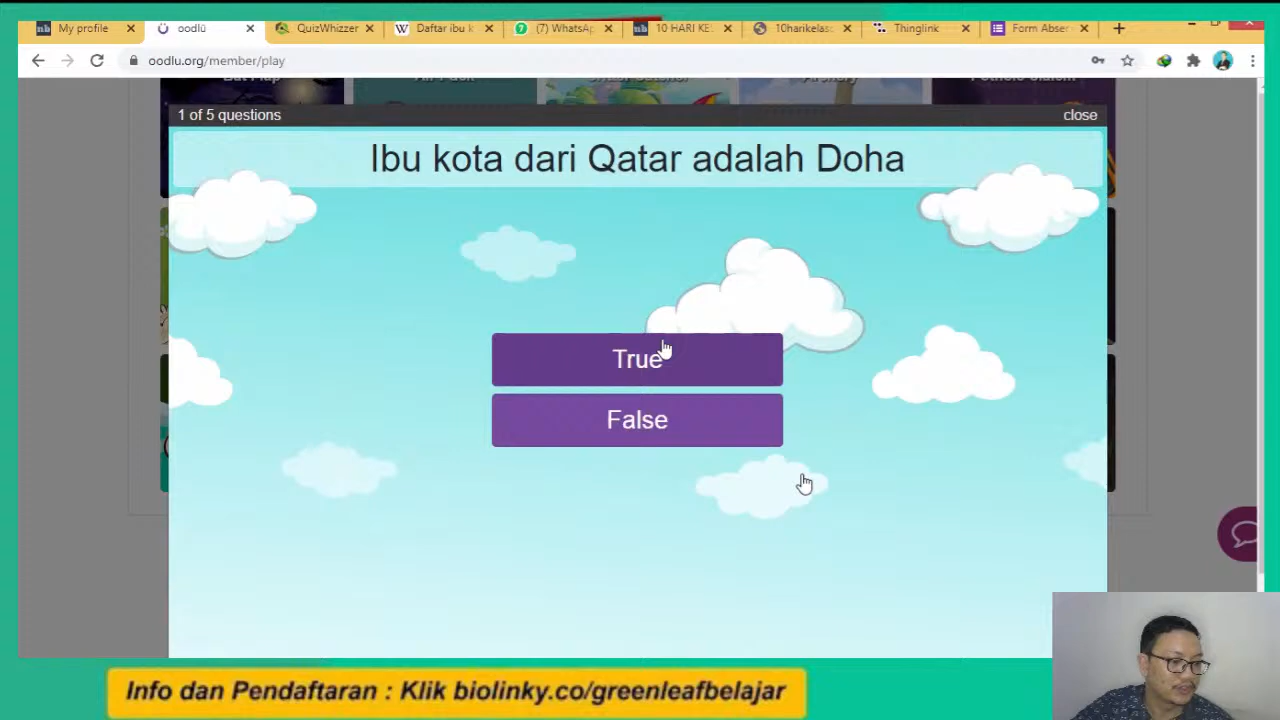 My profile
oodlü
QuizWhizzer
Daftar ibu k
(7) WhatsAp
10 HARI KE
10harikelas
Thinglink
Form Abser
oodlu.org/member/play
1 of 5 questions
close
Ibu kota dari Qatar adalah Doha
True
False
Info dan Pendaftaran : Klik biolinky.co/greenleafbelajar